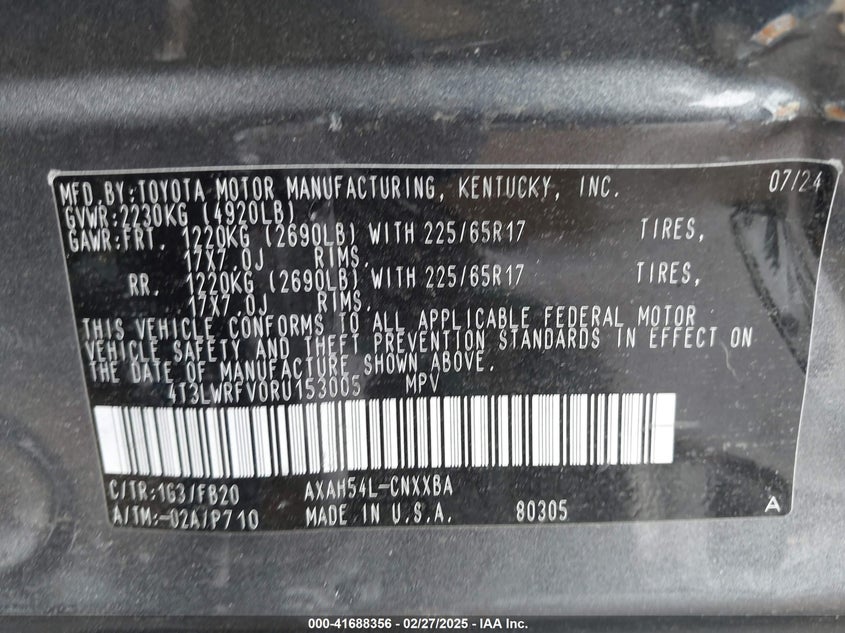 MFD. BY: TOYOTA MOTOR MANUFACTURING, KENTUCKY, INC. 07/24
GVWR: 2230KG (4920LB)
GAWR: FRT. 1220KG (2690LB) WITH 225/65R17 TIRES,
17X7.0J RIMS,
RR. 1220KG (2690LB) WITH 225/65R17 TIRES,
17X7.0J RIMS.
THIS VEHICLE CONFORMS TO ALL APPLICABLE FEDERAL MOTOR
VEHICLE SAFETY AND THEFT PREVENTION STANDARDS IN EFFECT ON
THE DATE OF MANUFACTURE SHOWN ABOVE.
4T3LWRFV0RU153005 MPV
C/TR: 1G3/FB20 AXAH54L-CNXXBA
A/TM: -02A/P710 MADE IN U.S.A. 80305 A
000-41688356 – 02/27/2025 – IAA Inc.